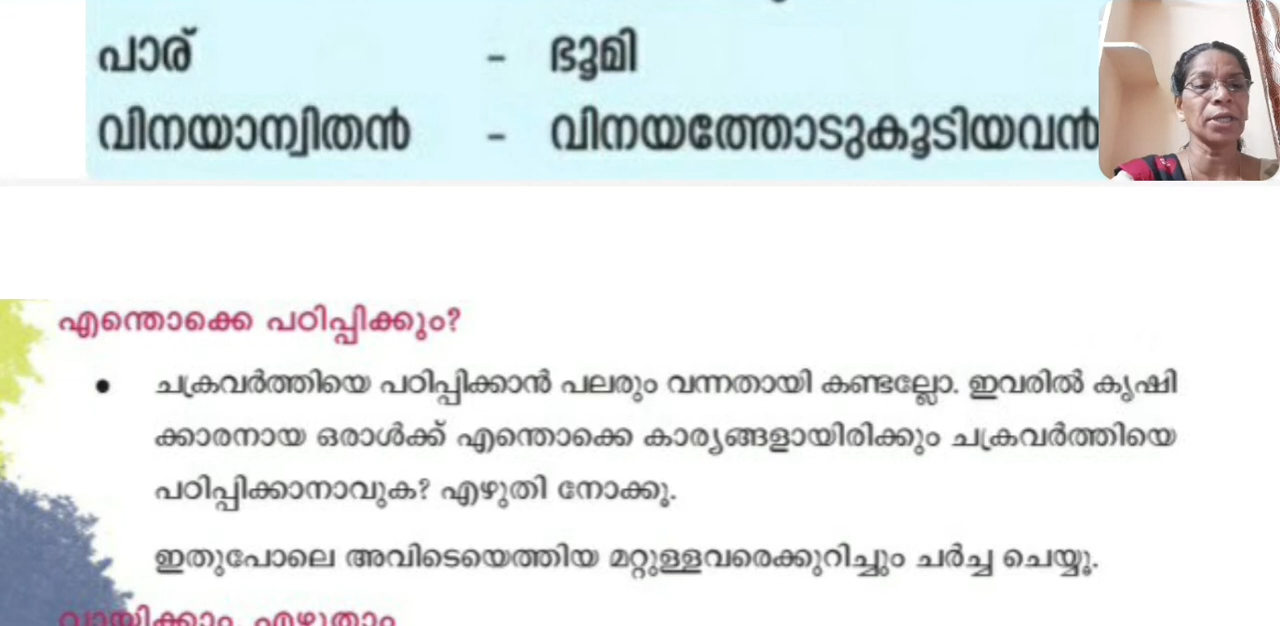 പാര് - ഭൂമി
വിനയാന്വിതൻ - വിനയത്തോടുകൂടിയവൻ
എന്തൊക്കെ പഠിപ്പിക്കും?
• ചക്രവർത്തിയെ പഠിപ്പിക്കാൻ പലരും വന്നതായി കണ്ടല്ലോ. ഇവരിൽ കൃഷി
ക്കാരനായ ഒരാൾക്ക് എന്തൊക്കെ കാര്യങ്ങളായിരിക്കും ചക്രവർത്തിയെ
പഠിപ്പിക്കാനാവുക? എഴുതി നോക്കൂ.
ഇതുപോലെ അവിടെയെത്തിയ മറ്റുള്ളവരെക്കുറിച്ചും ചർച്ച ചെയ്യൂ.
വായിക്കാം, എഴുതാം